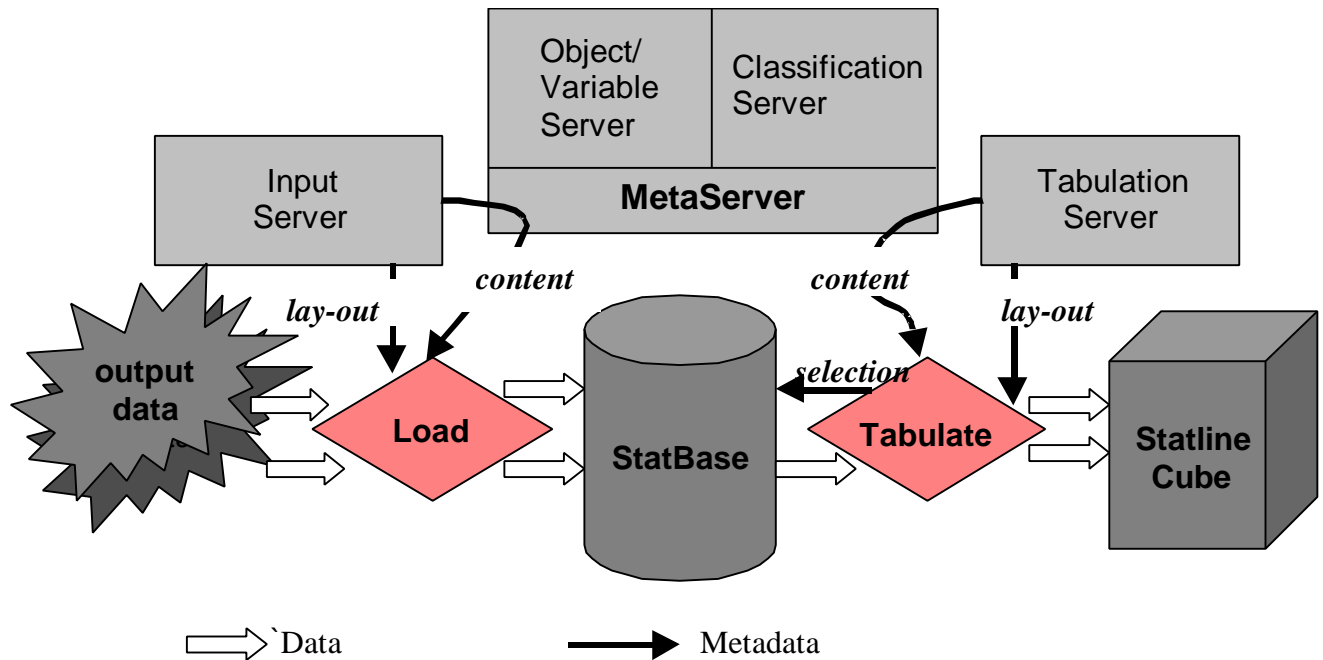 Object/
Variable
Server
Classification
Server
MetaServer
Input
Server
Tabulation
Server
content
content
lay-out
lay-out
selection
output
data
Load
StatBase
Tabulate
Statline
Cube
`Data
Metadata